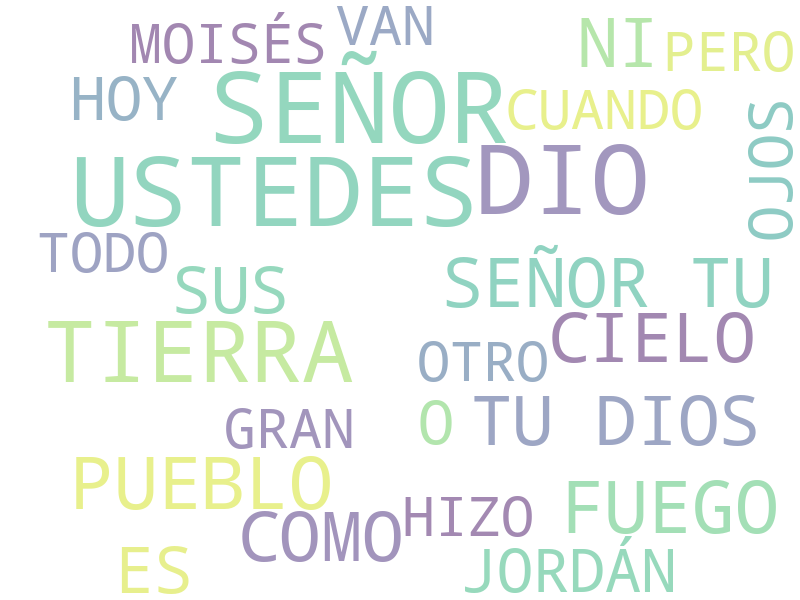 VAN
MOISÉS
NI
PERO
HOY
SEÑOR
CUANDO
OJOS
USTEDES
DIO
TODO
SUS
SEÑOR TU
TIERRA
CIELO
OTRO
GRAN
O
TU DIOS
PUEBLO
FUEGO
HIZO
COMO
ES
JORDÁN